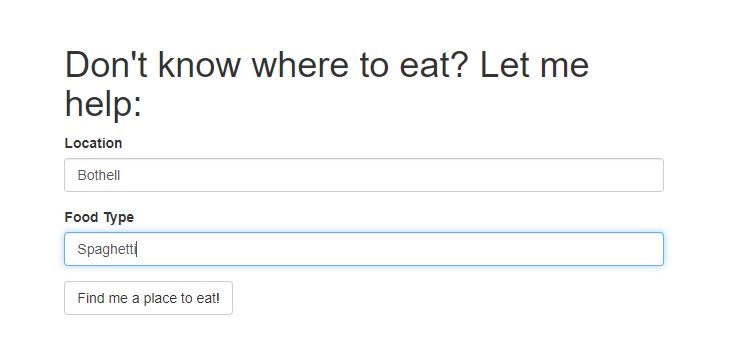 Don't know where to eat? Let me
help:
Location
Bothell
Food Type
Spaghetti
Find me a place to eat!